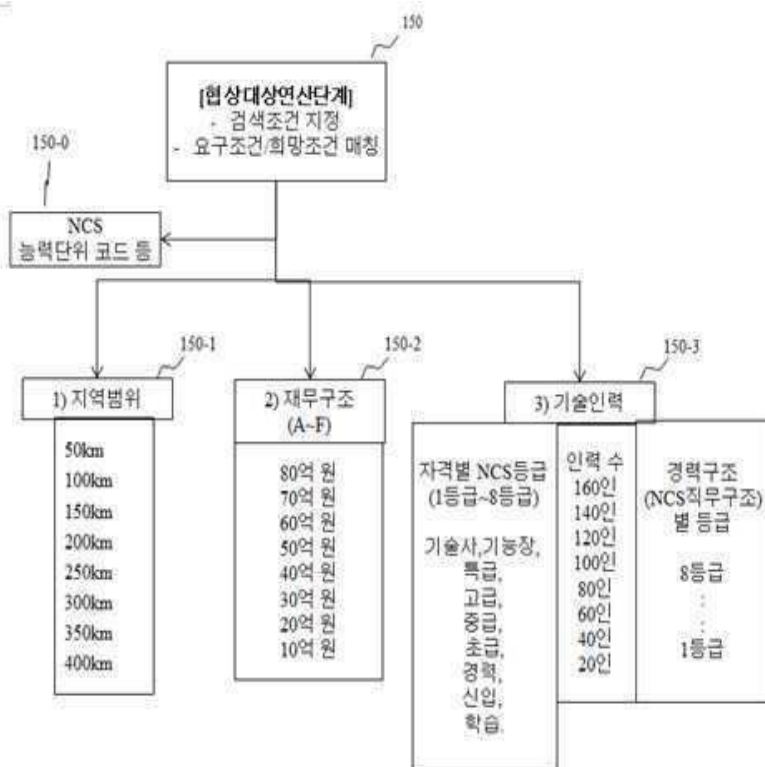 150
[협상대상연산단계]
- 검색조건 지정
- 요구조건/희망조건 매칭
150-0
NCS
능력단위 코드 등
150-1
1) 지역범위
50km
100km
150km
200km
250km
300km
350km
400km
150-2
2) 재무구조
(A~F)
80억 원
70억 원
60억 원
50억 원
40억 원
30억 원
20억 원
10억 원
150-3
3) 기술인력
자격별 NCS등급
(1등급~8등급)
기술사,기능장,
특급,
고급,
중급,
초급,
경력,
신입,
학습
인력 수
160인
140인
120인
100인
80인
60인
40인
20인
경력구조
(NCS직무구조)
별 등급
8등급
:
:
1등급